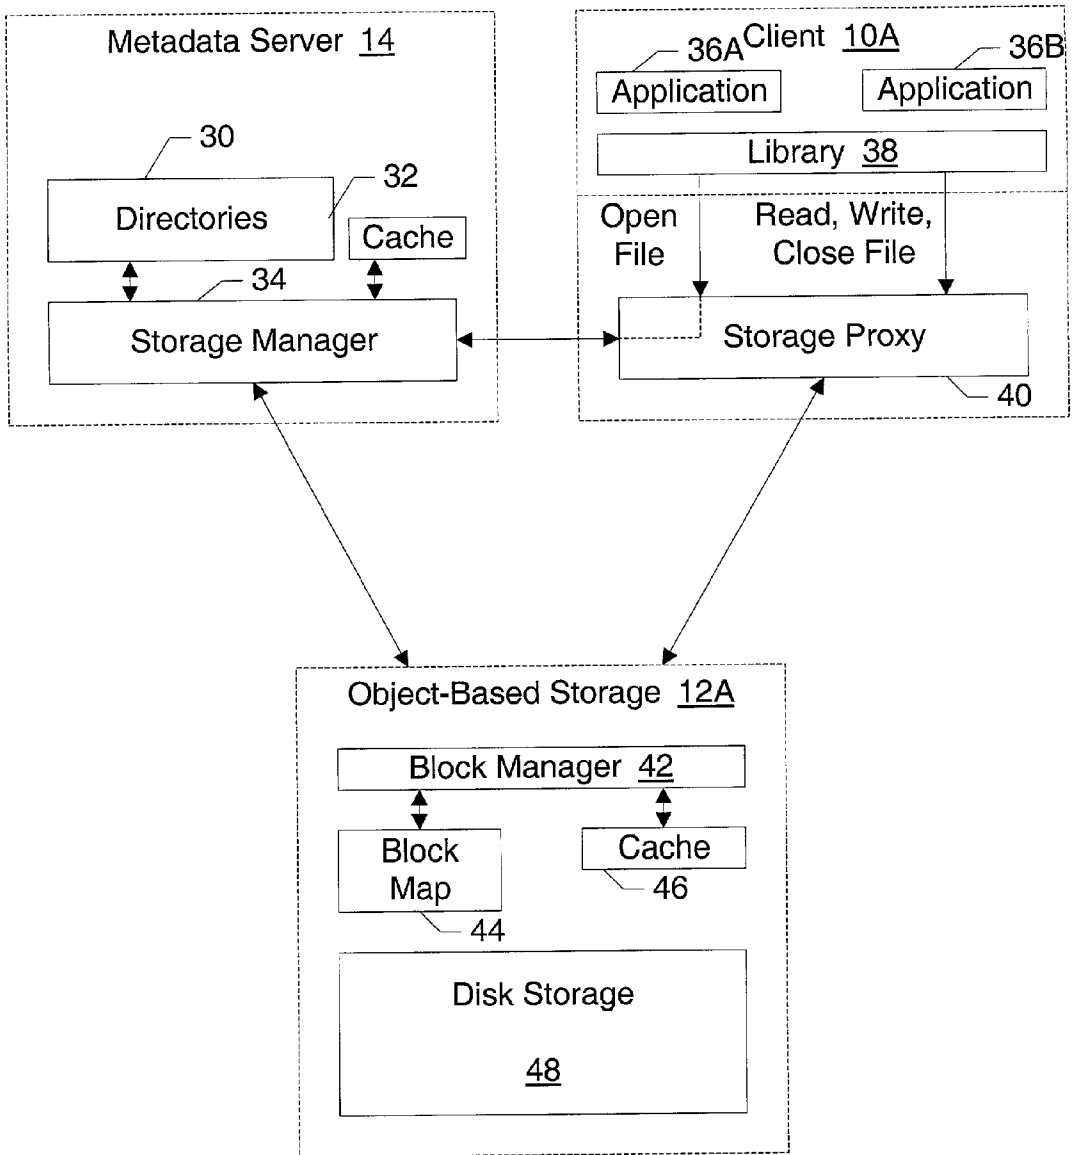 Metadata Server 14
30
32
Directories
Cache
34
Storage Manager
Client 10A
36A
36B
Application
Application
Library 38
Open
File
Read, Write,
Close File
Storage Proxy
40
Object-Based Storage 12A
Block Manager 42
Block
Map
44
Cache
46
Disk Storage
48